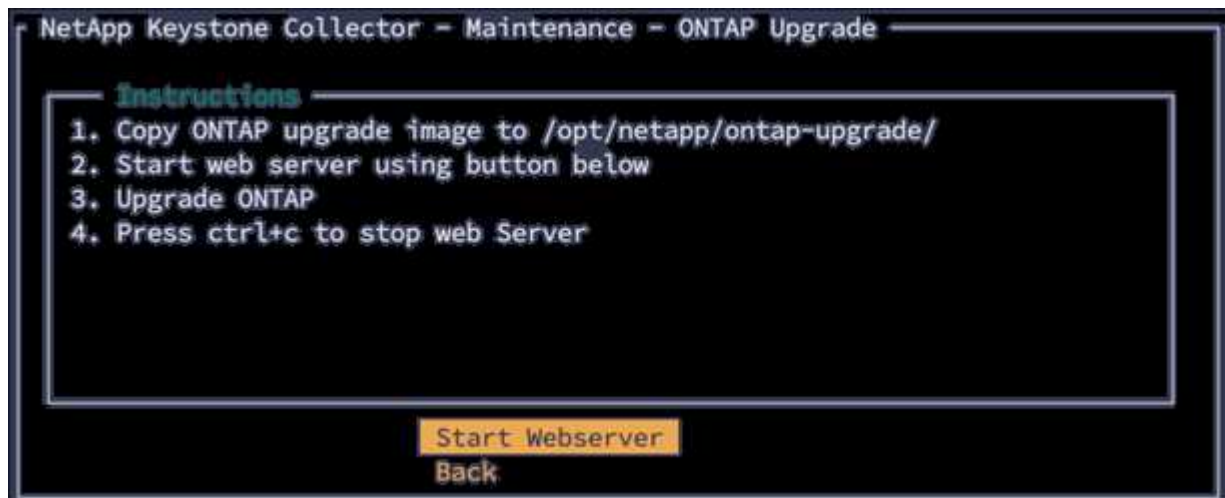 NetApp Keystone Collector - Maintenance - ONTAP Upgrade
Instructions
1. Copy ONTAP upgrade image to /opt/netapp/ontap-upgrade/
2. Start web server using button below
3. Upgrade ONTAP
4. Press ctrl+c to stop web Server
Start Webserver
Back